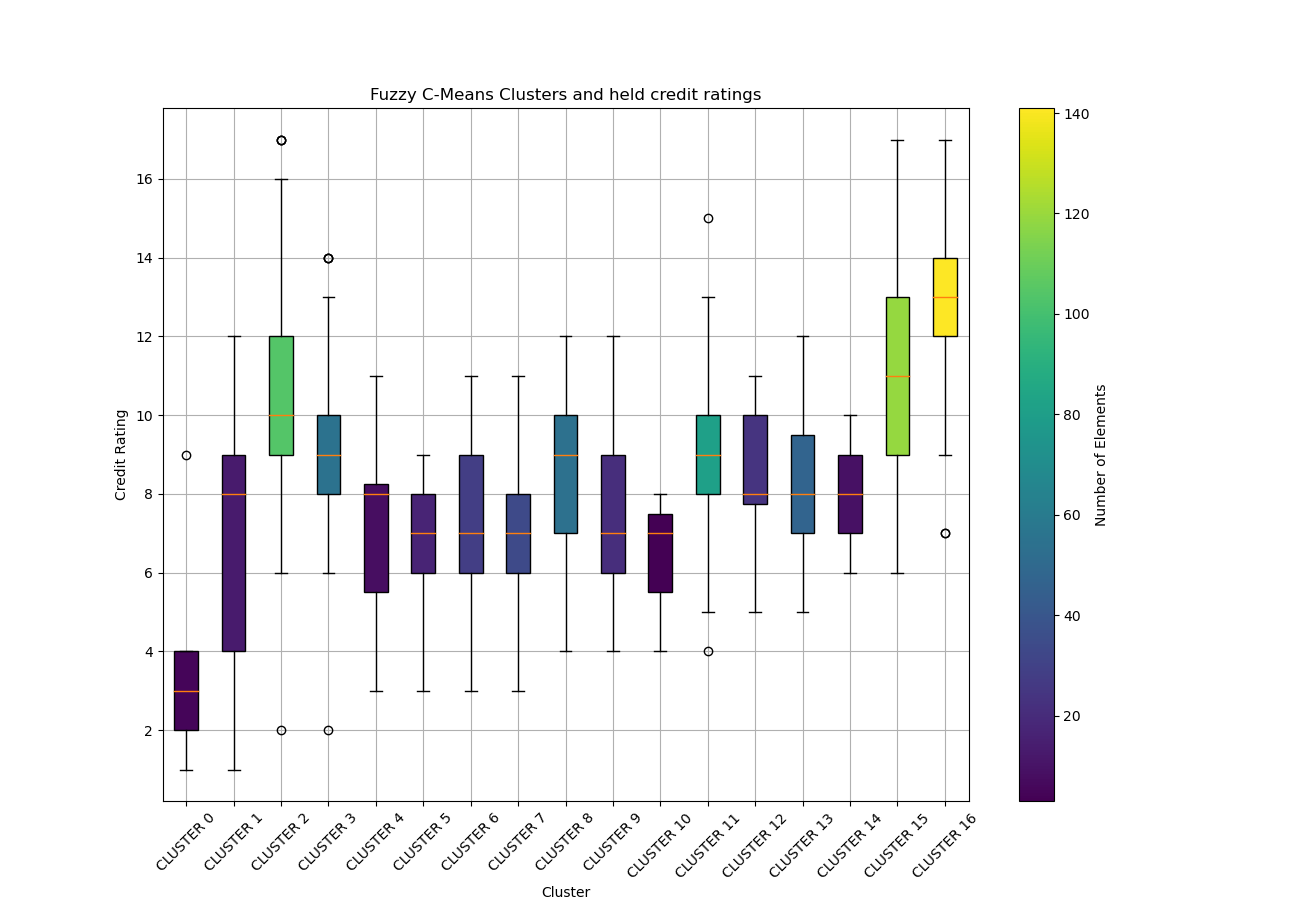 Fuzzy C-Means Clusters and held credit ratings
16
14
12
10
8
6
4
2
Credit Rating
CLUSTER 0
CLUSTER 1
CLUSTER 2
CLUSTER 3
CLUSTER 4
CLUSTER 5
CLUSTER 6
CLUSTER 7
CLUSTER 8
CLUSTER 9
CLUSTER 10
CLUSTER 11
CLUSTER 12
CLUSTER 13
CLUSTER 14
CLUSTER 15
CLUSTER 16
Cluster
140
120
100
80
60
40
20
Number of Elements